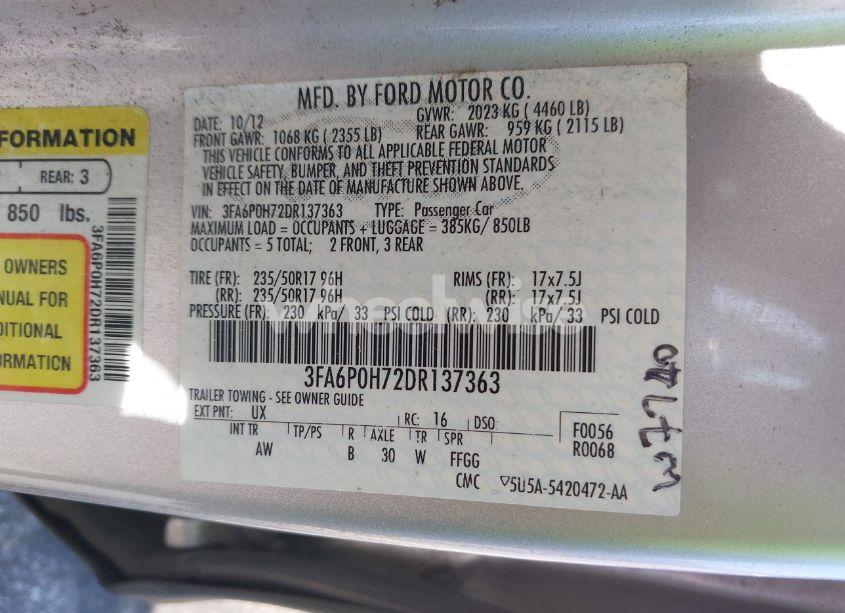 FORMATION
REAR: 3
850 lbs.
OWNERS
NUAL FOR
DITIONAL
FORMATION
3FA6P0H72DR137363
MFD. BY FORD MOTOR CO.
DATE: 10/12 GVWR: 2023 KG ( 4460 LB)
FRONT GAWR: 1068 KG ( 2355 LB) REAR GAWR: 959 KG ( 2115 LB)
THIS VEHICLE CONFORMS TO ALL APPLICABLE FEDERAL MOTOR
VEHICLE SAFETY, BUMPER, AND THEFT PREVENTION STANDARDS
IN EFFECT ON THE DATE OF MANUFACTURE SHOWN ABOVE.
VIN: 3FA6P0H72DR137363 TYPE: Passenger Car
MAXIMUM LOAD = OCCUPANTS + LUGGAGE = 385KG/ 850LB
OCCUPANTS = 5 TOTAL; 2 FRONT, 3 REAR
TIRE (FR): 235/50R17 96H RIMS (FR): 17x7.5J
(RR): 235/50R17 96H (RR): 17x7.5J
PRESSURE (FR): 230 kPa/ 33 PSI COLD (RR): 230 kPa/ 33 PSI COLD
3FA6P0H72DR137363
TRAILER TOWING - SEE OWNER GUIDE
EXT PNT: UX RC: 16 DSO:
INT TR TP/PS R AXLE TR SPR
AW B 30 W FFGG
F0056
R0068
CMC 5U5A-5420472-AA